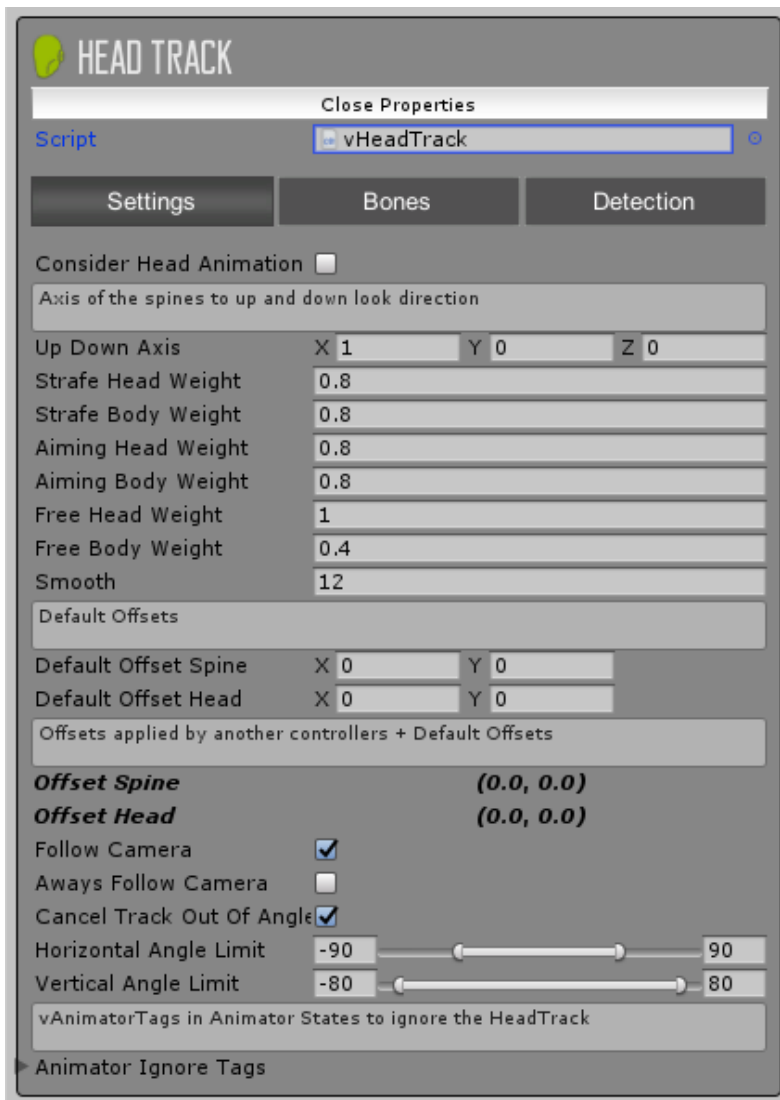 HEAD TRACK
Close Properties
Script vHeadTrack
Settings Bones Detection
Consider Head Animation
Axis of the spines to up and down look direction
Up Down Axis X 1 Y 0 Z 0
Strafe Head Weight 0.8
Strafe Body Weight 0.8
Aiming Head Weight 0.8
Aiming Body Weight 0.8
Free Head Weight 1
Free Body Weight 0.4
Smooth 12
Default Offsets
Default Offset Spine X 0 Y 0
Default Offset Head X 0 Y 0
Offsets applied by another controllers + Default Offsets
Offset Spine (0.0, 0.0)
Offset Head (0.0, 0.0)
Follow Camera
Aways Follow Camera
Cancel Track Out Of Angle
Horizontal Angle Limit -90 90
Vertical Angle Limit -80 80
vAnimatorTags in Animator States to ignore the HeadTrack
Animator Ignore Tags